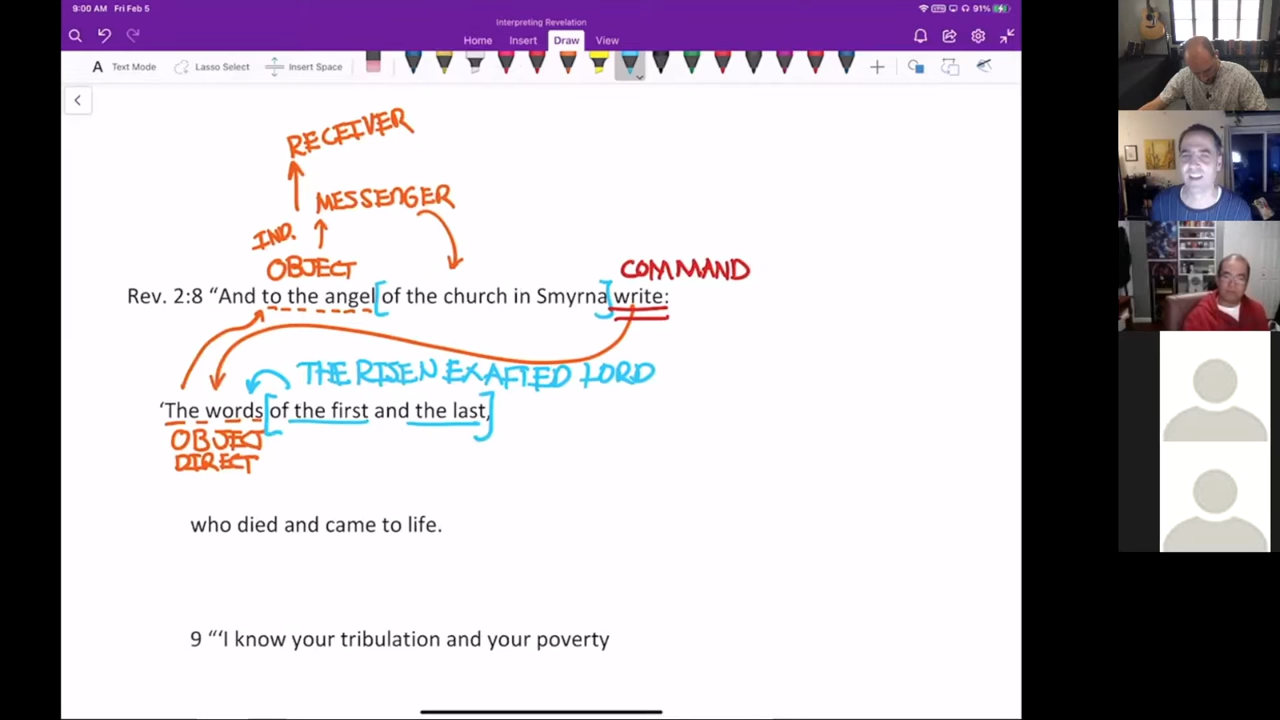 9:00 AM Fri Feb 5
91%
Interpreting Revelation
Home Insert Draw View
Text Mode Lasso Select Insert Space
RECEIVER
MESSENGER
IND.
OBJECT
COMMAND
Rev. 2:8 “And to the angel of the church in Smyrna write:
THE RISEN EXAFTED LORD
‘The words of the first and the last,
OBJECT
DIRECT
who died and came to life.
9 “‘I know your tribulation and your poverty